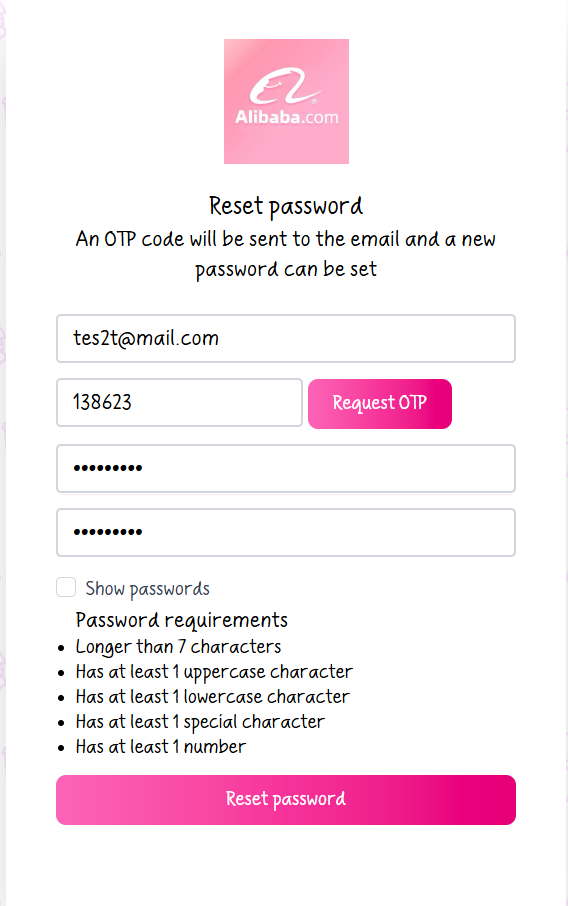 Alibaba.com
Reset password
An OTP code will be sent to the email and a new
password can be set
tes2t@mail.com
138623
Request OTP
•••••••••
•••••••••
Show passwords
Password requirements
• Longer than 7 characters
• Has at least 1 uppercase character
• Has at least 1 lowercase character
• Has at least 1 special character
• Has at least 1 number
Reset password